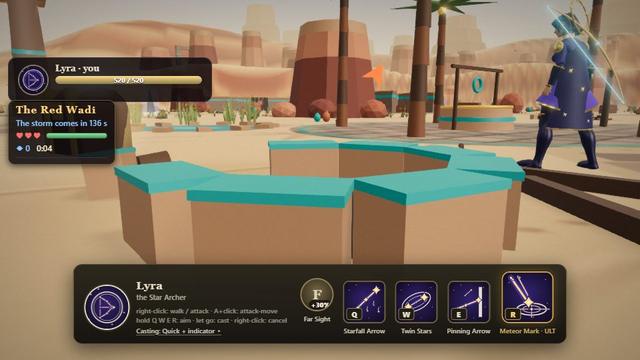 Lyra · you
520 / 520
The Red Wadi
The storm comes in 136 s
0 0:04
Lyra
the Star Archer
right-click: walk / attack · A+click: attack-move
hold Q W E R: aim · let go: cast · right-click: cancel
Casting: Quick + indicator
F
+30%
Far Sight
Q
Starfall Arrow
W
Twin Stars
E
Pinning Arrow
R
Meteor Mark · ULT